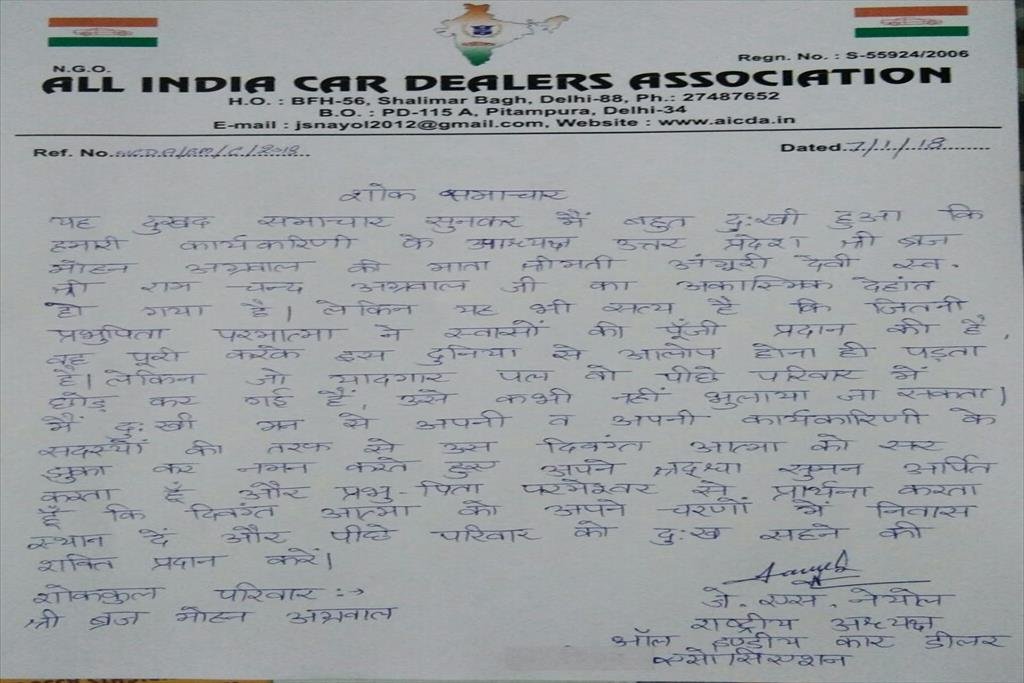 Regn. No. : S-55924/2006
N.G.O.
ALL INDIA CAR DEALERS ASSOCIATION
H.O. : BFH-56, Shalimar Bagh, Delhi-88, Ph.: 27487652
B.O. : PD-115 A, Pitampura, Delhi-34
E-mail : jsnayol2012@gmail.com, Website : www.aicda.in
Ref. No. Dated. 7/1/18
शोक समाचार
यह दुखद समाचार सुनकर मैं बहुत दुःखी हुआ कि
हमारी कार्यकारिणी के अध्यक्ष उत्तर प्रदेश श्री ब्रज
मोहन अग्रवाल की माता श्रीमती अंगूरी देवी स्व.
श्री राम चन्द अग्रवाल जी का अकास्मिक देहांत
हो गया है। लेकिन यह भी सत्य है कि जितनी
प्रभुपिता परमात्मा ने स्वासों की पूँजी प्रदान की है,
वह पूरी करके इस दुनिया से आलोप होना ही पड़ता
है। लेकिन जो यादगार पल वो पीछे परिवार में
छोड़ कर गई हैं, उसे कभी नहीं भुलाया जा सकता।
मैं दुःखी मन से अपनी व अपनी कार्यकारिणी के
सदस्यों की तरफ से उस दिवंगत आत्मा को सर
झुका कर नमन करते हुए अपने श्रद्धा सुमन अर्पित
करता हूँ और प्रभु-पिता परमेश्वर से प्रार्थना करता
हूँ कि दिवंगत आत्मा को अपने चरणों में निवास
स्थान दें और पीछे परिवार को दुःख सहने की
शक्ति प्रदान करें।
शोककुल परिवार :→
श्री ब्रज मोहन अग्रवाल
जे. एस. नेयोल
राष्ट्रीय अध्यक्ष
ऑल इण्डीय कार डीलर
एसोसिएशन